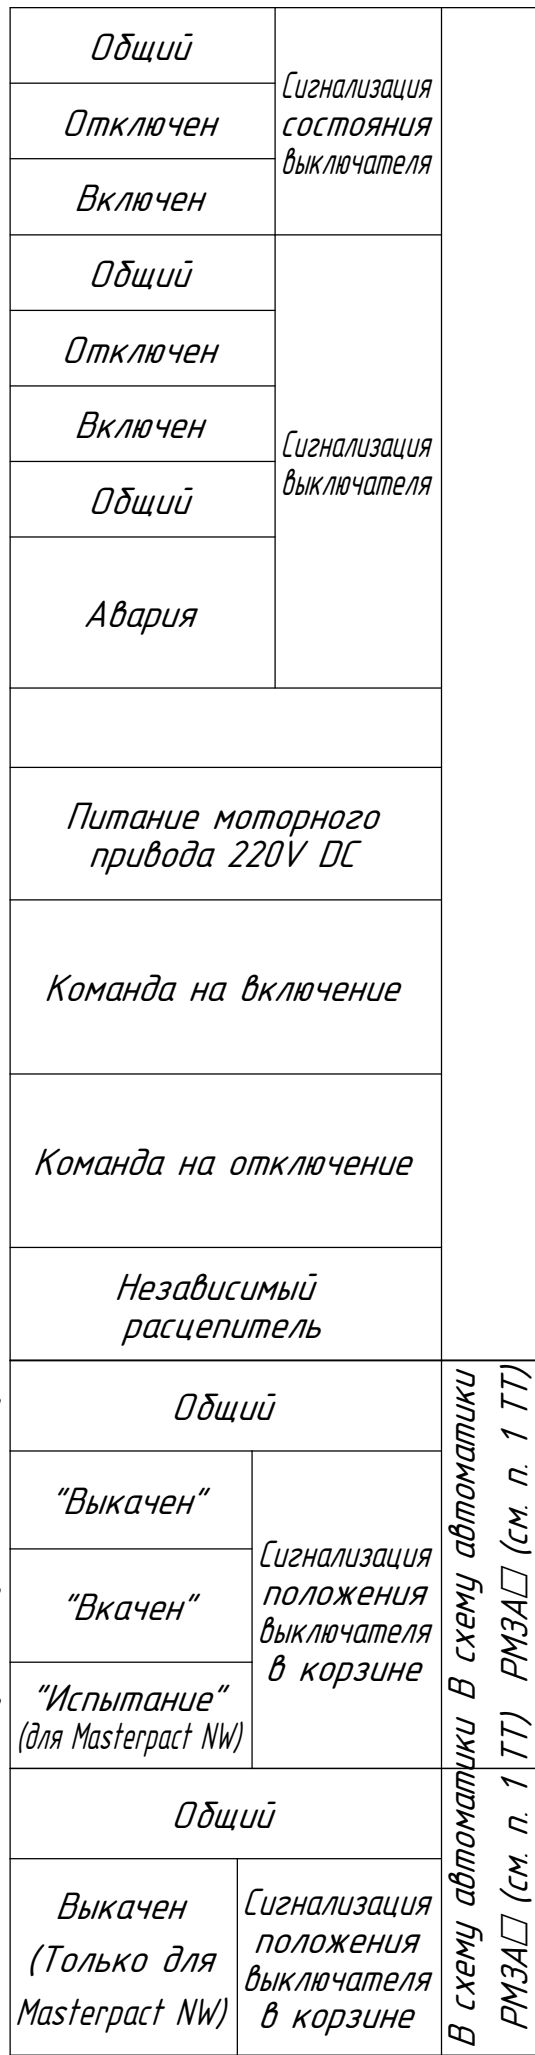 Общий
Отключен
Включен
Сигнализация
состояния
выключателя
Общий
Отключен
Включен
Общий
Авария
Сигнализация
выключателя
Питание моторного
привода 220V DC
Команда на включение
Команда на отключение
Независимый
расцепитель
Общий
"Выкачен"
"Вкачен"
"Испытание"
(для Masterpact NW)
Сигнализация
положения
выключателя
в корзине
В схему автоматики
РМЗА□ (см. п. 1 ТТ)
Общий
Выкачен
(Только для
Masterpact NW)
Сигнализация
положения
выключателя
в корзине
В схему автоматики
РМЗА□ (см. п. 1 ТТ)